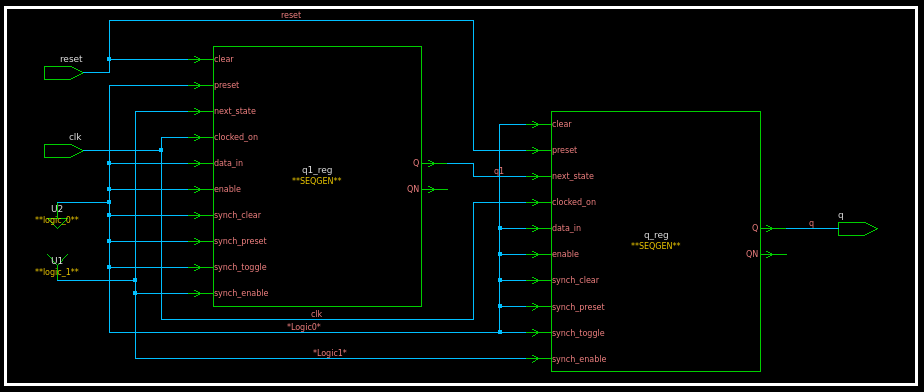 reset
reset
clear
preset
next_state
clk
clocked_on
data_in
enable
synch_clear
synch_preset
synch_toggle
synch_enable
q1_reg
**SEQGEN**
Q
QN
U2
**logic_0**
U1
**logic_1**
clk
*Logic0*
*Logic1*
q1
clear
preset
next_state
clocked_on
data_in
enable
synch_clear
synch_preset
synch_toggle
synch_enable
q_reg
**SEQGEN**
Q
QN
q
q